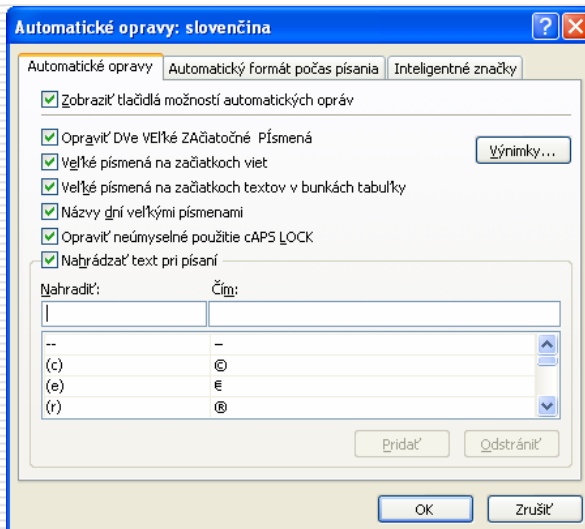 Automatické opravy: slovenčina
Automatické opravy Automatický formát počas písania Inteligentné značky
Zobraziť tlačidlá možností automatických opráv
Opraviť DVe VEľké ZAčiatočné PÍsmená
Výnimky...
Veľké písmená na začiatkoch viet
Veľké písmená na začiatkoch textov v bunkách tabuľky
Názvy dní veľkými písmenami
Opraviť neúmyselné použitie cAPS LOCK
Nahrádzať text pri písaní
Nahradiť: Čím:
-- –
(c) ©
(e) €
(r) ®
Pridať Odstrániť
OK Zrušiť